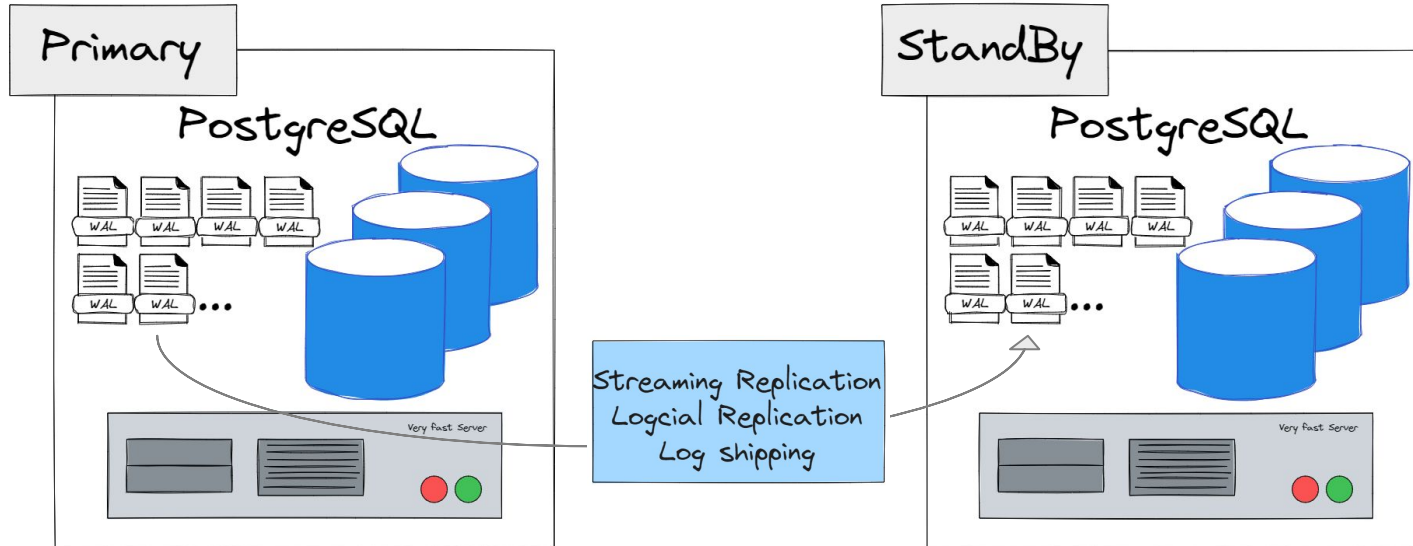 Primary
PostgreSQL
WAL WAL WAL WAL
WAL WAL ...
Very fast Server
Streaming Replication
Logcial Replication
Log shipping
StandBy
PostgreSQL
WAL WAL WAL WAL
WAL WAL ...
Very fast Server